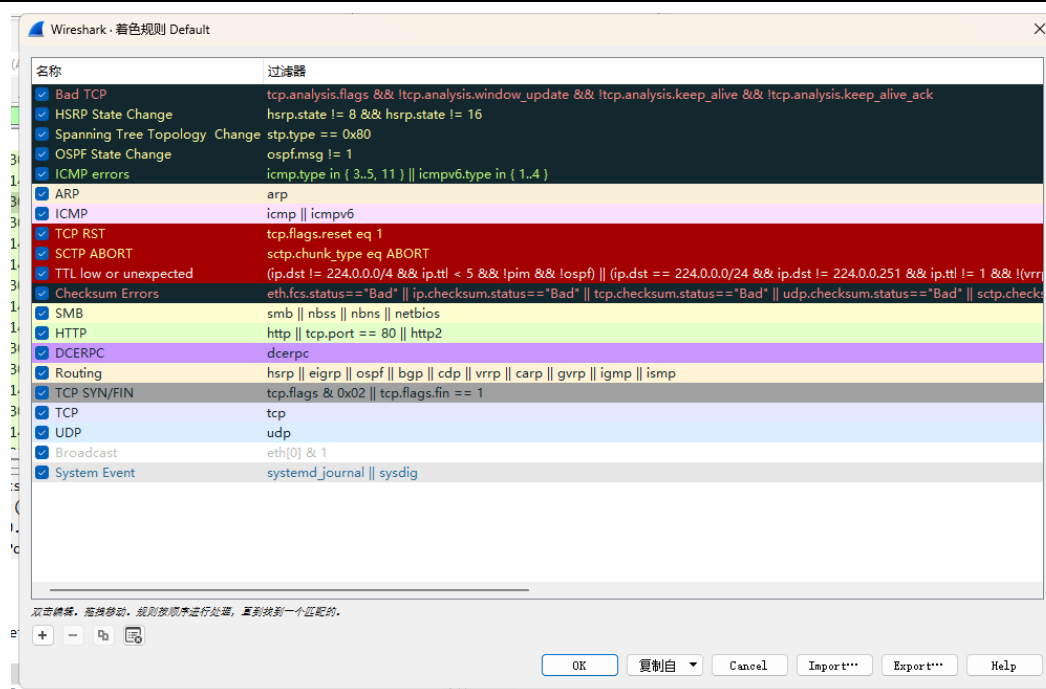 Wireshark · 着色规则 Default
名称 过滤器
Bad TCP tcp.analysis.flags && !tcp.analysis.window_update && !tcp.analysis.keep_alive && !tcp.analysis.keep_alive_ack
HSRP State Change hsrp.state != 8 && hsrp.state != 16
Spanning Tree Topology  Change stp.type == 0x80
OSPF State Change ospf.msg != 1
ICMP errors icmp.type in { 3..5, 11 } || icmpv6.type in { 1..4 }
ARP arp
ICMP icmp || icmpv6
TCP RST tcp.flags.reset eq 1
SCTP ABORT sctp.chunk_type eq ABORT
TTL low or unexpected (ip.dst != 224.0.0.0/4 && ip.ttl < 5 && !pim && !ospf) || (ip.dst == 224.0.0.0/24 && ip.dst != 224.0.0.251 && ip.ttl != 1 && !(vrrp
Checksum Errors eth.fcs.status=="Bad" || ip.checksum.status=="Bad" || tcp.checksum.status=="Bad" || udp.checksum.status=="Bad" || sctp.checks
SMB smb || nbss || nbns || netbios
HTTP http || tcp.port == 80 || http2
DCERPC dcerpc
Routing hsrp || eigrp || ospf || bgp || cdp || vrrp || carp || gvrp || igmp || ismp
TCP SYN/FIN tcp.flags & 0x02 || tcp.flags.fin == 1
TCP tcp
UDP udp
Broadcast eth[0] & 1
System Event systemd_journal || sysdig
双击编辑。拖拽移动。规则按顺序进行处理，直到找到一个匹配的。
OK 复制自 Cancel Import… Export… Help